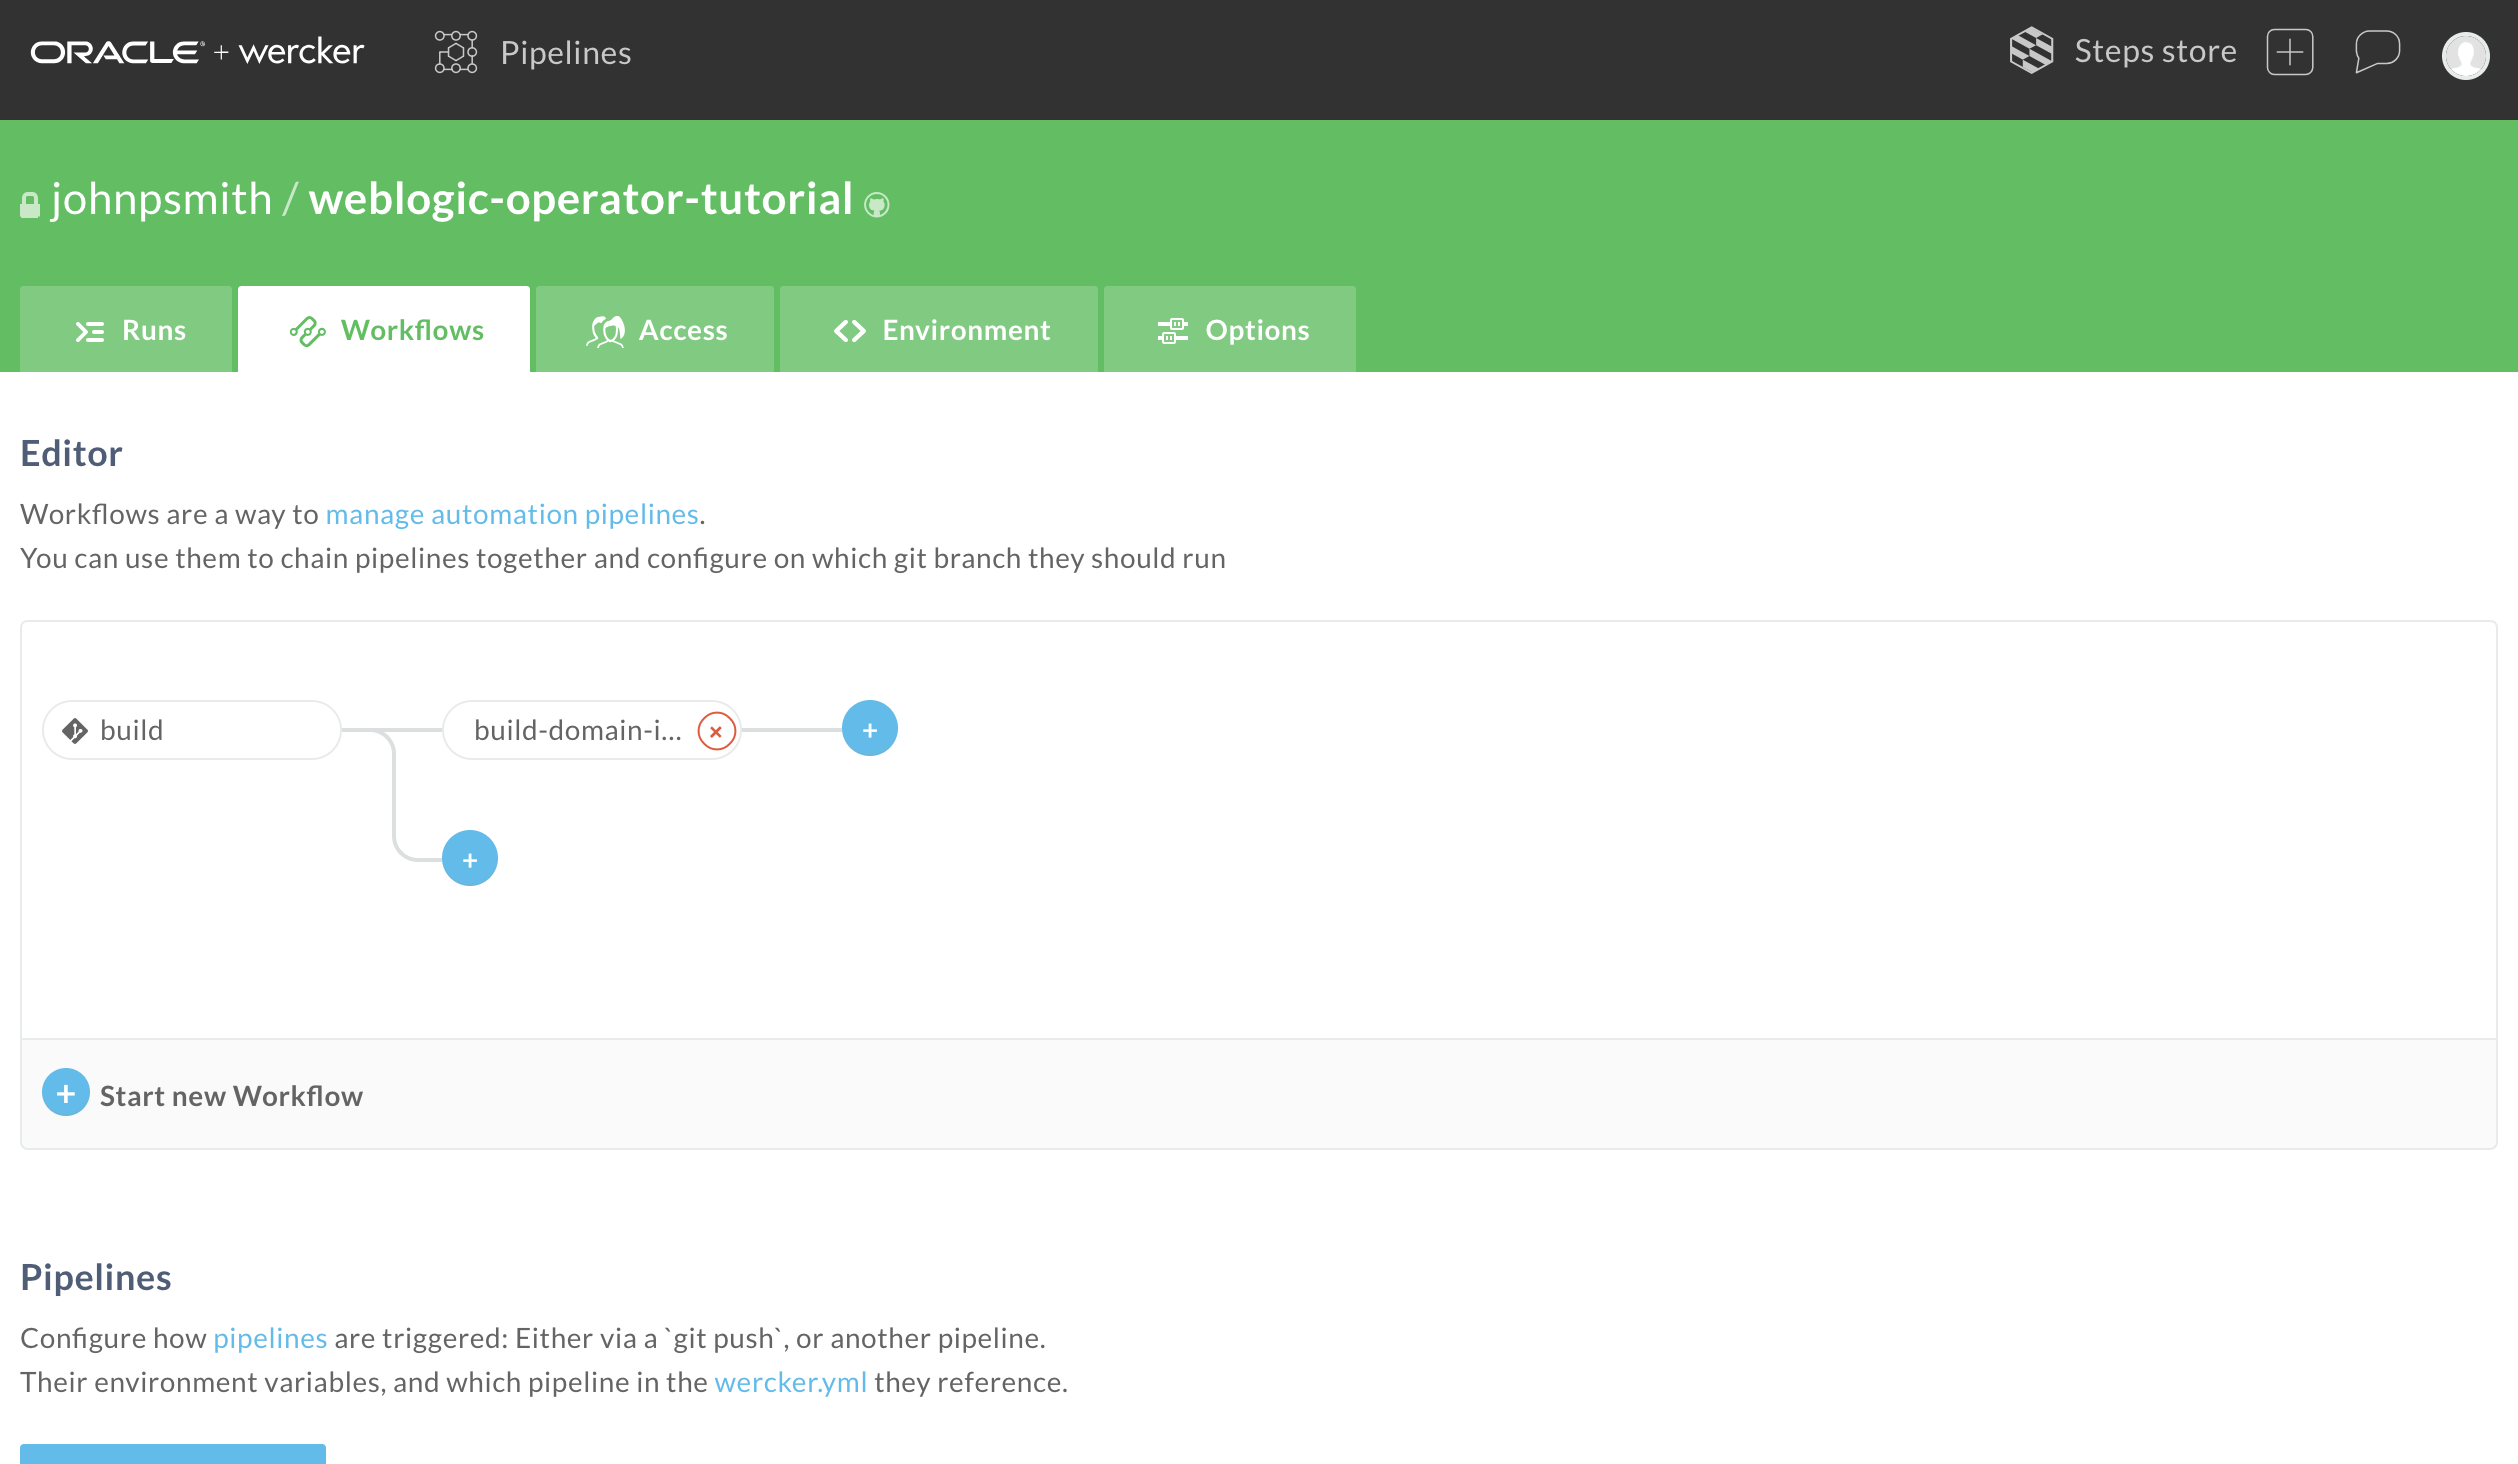 ORACLE + wercker
Pipelines
Steps store
johnpsmith / weblogic-operator-tutorial
Runs
Workflows
Access
Environment
Options
Editor
Workflows are a way to manage automation pipelines.
You can use them to chain pipelines together and configure on which git branch they should run
build
build-domain-i...
Start new Workflow
Pipelines
Configure how pipelines are triggered: Either via a `git push`, or another pipeline.
Their environment variables, and which pipeline in the wercker.yml they reference.